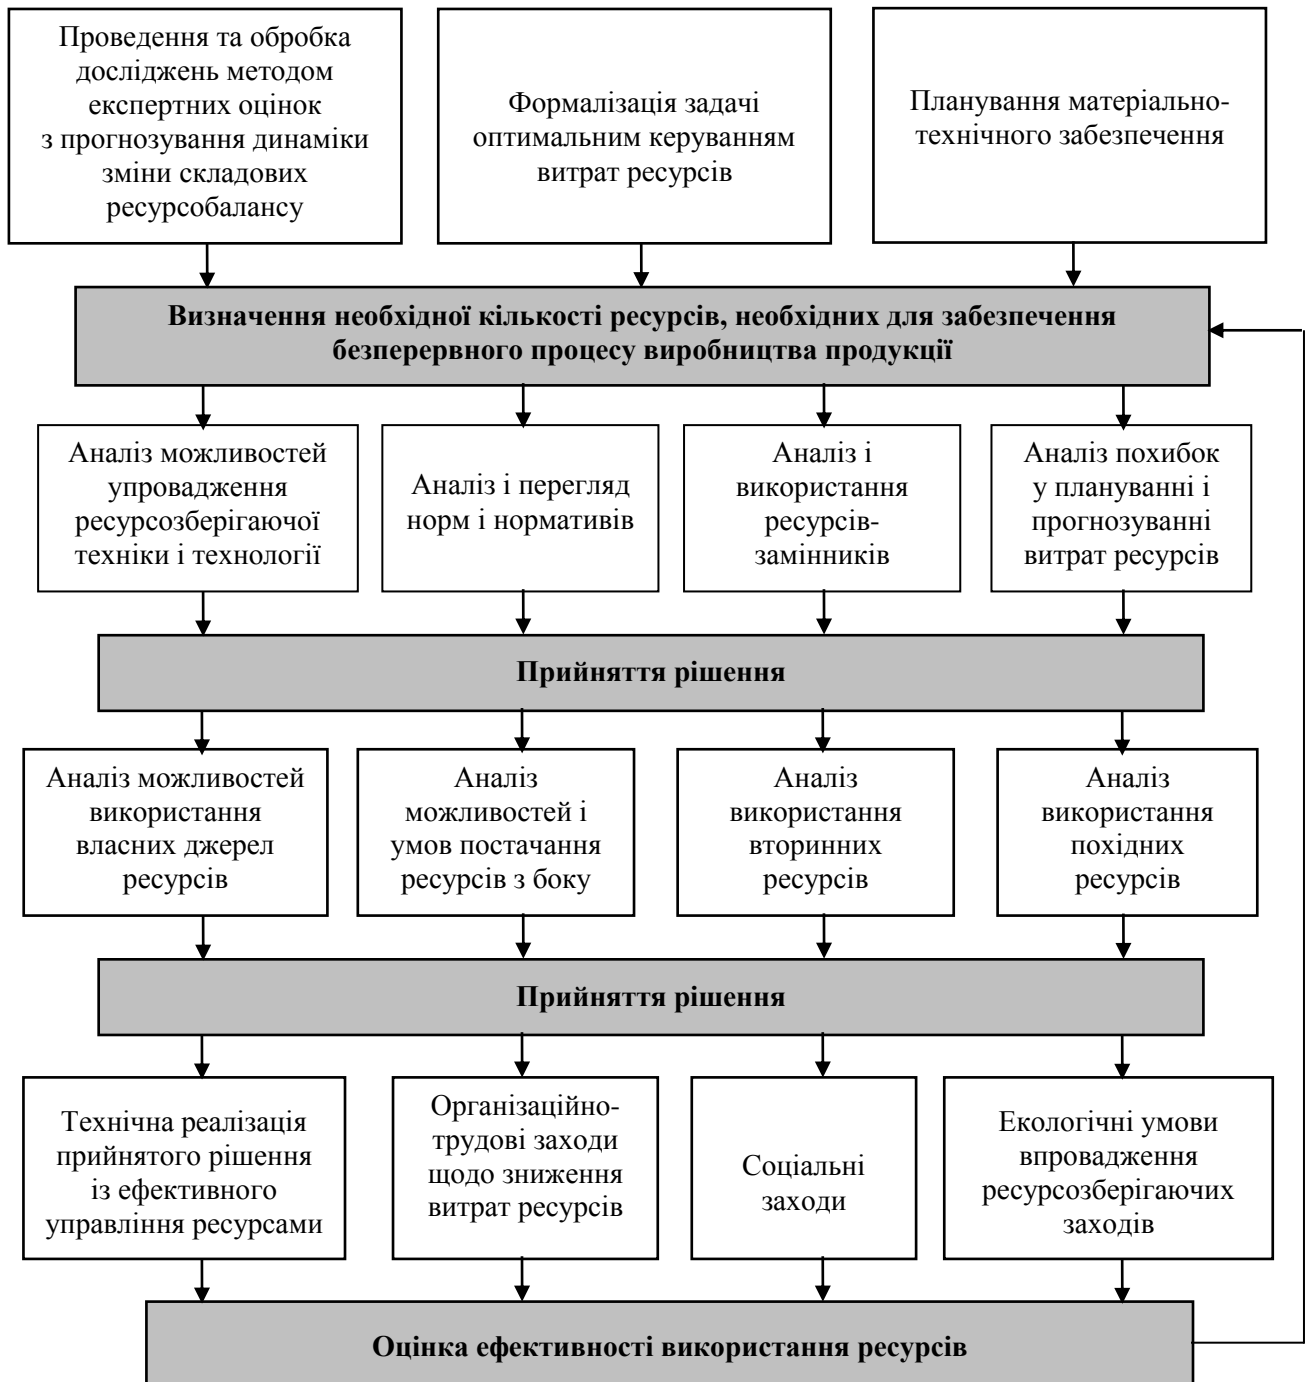 Проведення та обробка
досліджень методом
експертних оцінок
з прогнозування динаміки
зміни складових
ресурсобалансу
Формалізація задачі
оптимальним керуванням
витрат ресурсів
Планування матеріально-
технічного забезпечення
Визначення необхідної кількості ресурсів, необхідних для забезпечення
безперервного процесу виробництва продукції
Аналіз можливостей
упровадження
ресурсозберігаючої
техніки і технології
Аналіз і перегляд
норм і нормативів
Аналіз і
використання
ресурсів-
замінників
Аналіз похибок
у плануванні і
прогнозуванні
витрат ресурсів
Прийняття рішення
Аналіз можливостей
використання
власних джерел
ресурсів
Аналіз
можливостей і
умов постачання
ресурсів з боку
Аналіз
використання
вторинних
ресурсів
Аналіз
використання
похідних
ресурсів
Прийняття рішення
Технічна реалізація
прийнятого рішення
із ефективного
управління ресурсами
Організаційно-
трудові заходи
щодо зниження
витрат ресурсів
Соціальні
заходи
Екологічні умови
впровадження
ресурсозберігаючих
заходів
Оцінка ефективності використання ресурсів